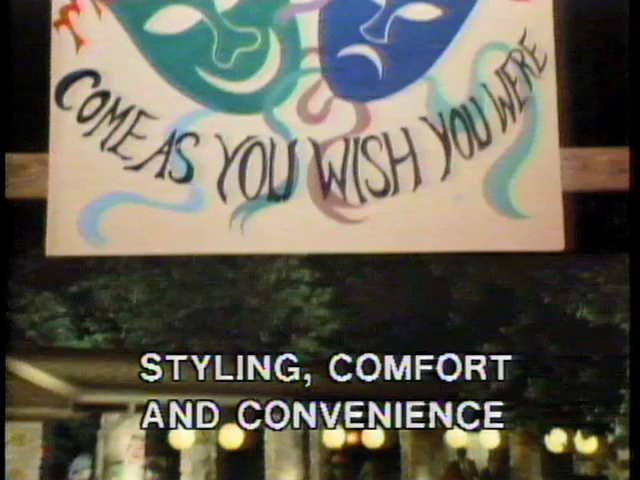 COME AS YOU WISH YOU WERE
STYLING, COMFORT
AND CONVENIENCE